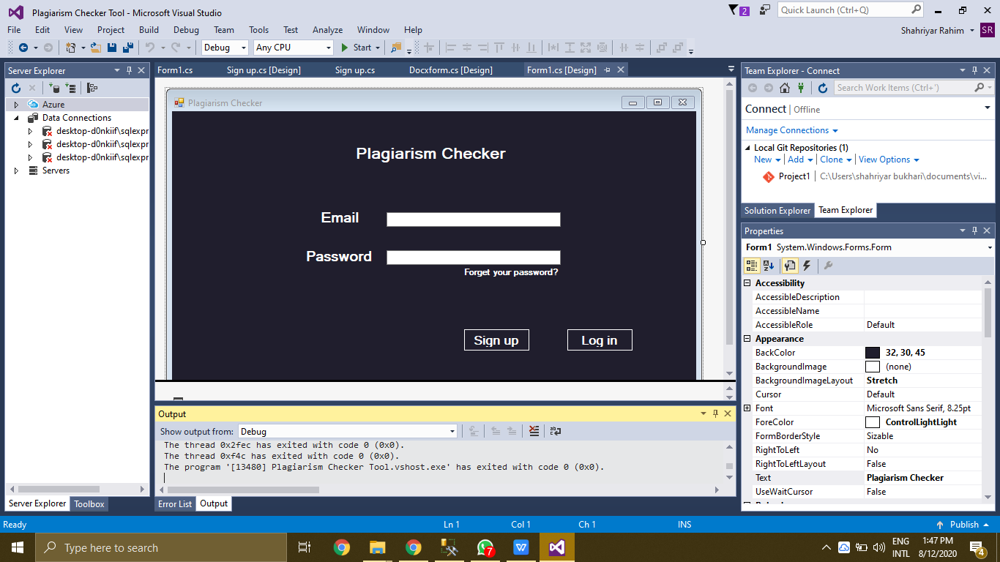 Plagiarism Checker Tool - Microsoft Visual Studio
2
Quick Launch (Ctrl+Q)
File Edit View Project Build Debug Team Tools Test Analyze Window Help
Shahriyar Rahim SR
Debug Any CPU Start
Server Explorer
Azure
Data Connections
desktop-d0nkiif\sqlexpr
desktop-d0nkiif\sqlexpr
desktop-d0nkiif\sqlexpr
Servers
Server Explorer Toolbox
Form1.cs Sign up.cs [Design] Sign up.cs Docxform.cs [Design] Form1.cs [Design]
Plagiarism Checker
Plagiarism Checker
Email
Password
Forget your password?
Sign up Log in
Output
Show output from: Debug
The thread 0x2fec has exited with code 0 (0x0).
The thread 0xf4c has exited with code 0 (0x0).
The program '[13480] Plagiarism Checker Tool.vshost.exe' has exited with code 0 (0x0).
Error List Output
Team Explorer - Connect
Search Work Items (Ctrl+')
Connect | Offline
Manage Connections
Local Git Repositories (1)
New | Add | Clone | View Options
Project1 | C:\Users\shahriyar bukhari\documents\vi...
Solution Explorer Team Explorer
Properties
Form1 System.Windows.Forms.Form
Accessibility
AccessibleDescription
AccessibleName
AccessibleRole Default
Appearance
BackColor 32, 30, 45
BackgroundImage (none)
BackgroundImageLayout Stretch
Cursor Default
Font Microsoft Sans Serif, 8.25pt
ForeColor ControlLightLight
FormBorderStyle Sizable
RightToLeft No
RightToLeftLayout False
Text Plagiarism Checker
UseWaitCursor False
Ready Ln 1 Col 1 Ch 1 INS Publish
Type here to search
7
ENG
INTL
1:47 PM
8/12/2020
4